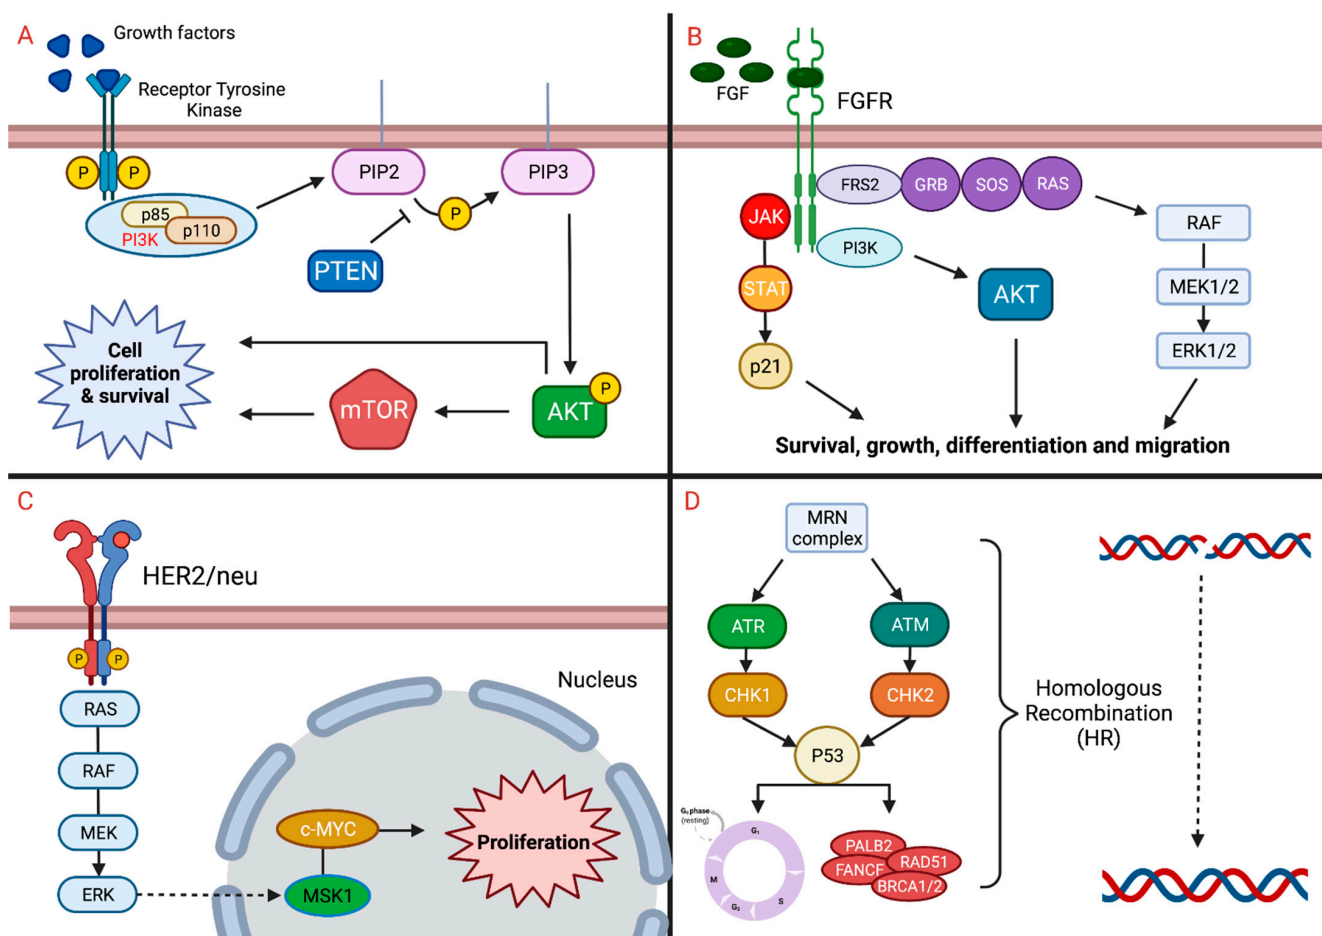 A
Growth factors
Receptor Tyrosine
Kinase
P
P
PIP2
PIP3
p85
p110
PI3K
P
PTEN
Cell
proliferation
& survival
mTOR
AKT
P
B
FGF
FGFR
FRS2
GRB
SOS
RAS
JAK
PI3K
RAF
STAT
AKT
MEK1/2
p21
ERK1/2
Survival, growth, differentiation and migration
C
HER2/neu
P
P
Nucleus
RAS
RAF
MEK
ERK
c-MYC
MSK1
Proliferation
D
MRN
complex
ATR
ATM
CHK1
CHK2
P53
Homologous
Recombination
(HR)
G₀ phase
(resting)
G₁
M
G₂
S
PALB2
RAD51
FANCF
BRCA1/2